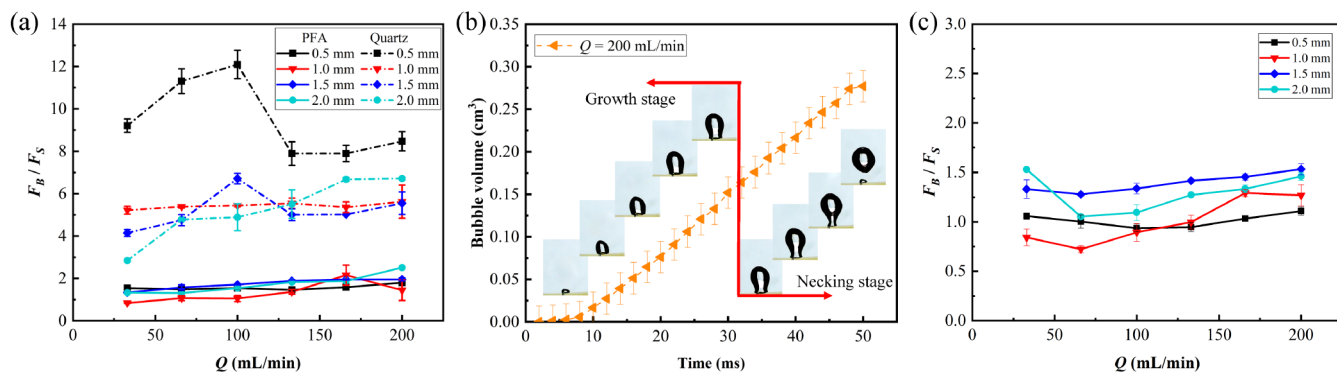 (a)
14
12
10
8
6
4
2
0
F_B / F_S
PFA Quartz
0.5 mm 0.5 mm
1.0 mm 1.0 mm
1.5 mm 1.5 mm
2.0 mm 2.0 mm
0 50 100 150 200
Q (mL/min)
(b)
0.35
0.30
0.25
0.20
0.15
0.10
0.05
0.00
Bubble volume (cm³)
Q = 200 mL/min
Growth stage
Necking stage
0 10 20 30 40 50
Time (ms)
(c)
3.0
2.5
2.0
1.5
1.0
0.5
0.0
F_B / F_S
0.5 mm
1.0 mm
1.5 mm
2.0 mm
0 50 100 150 200
Q (mL/min)